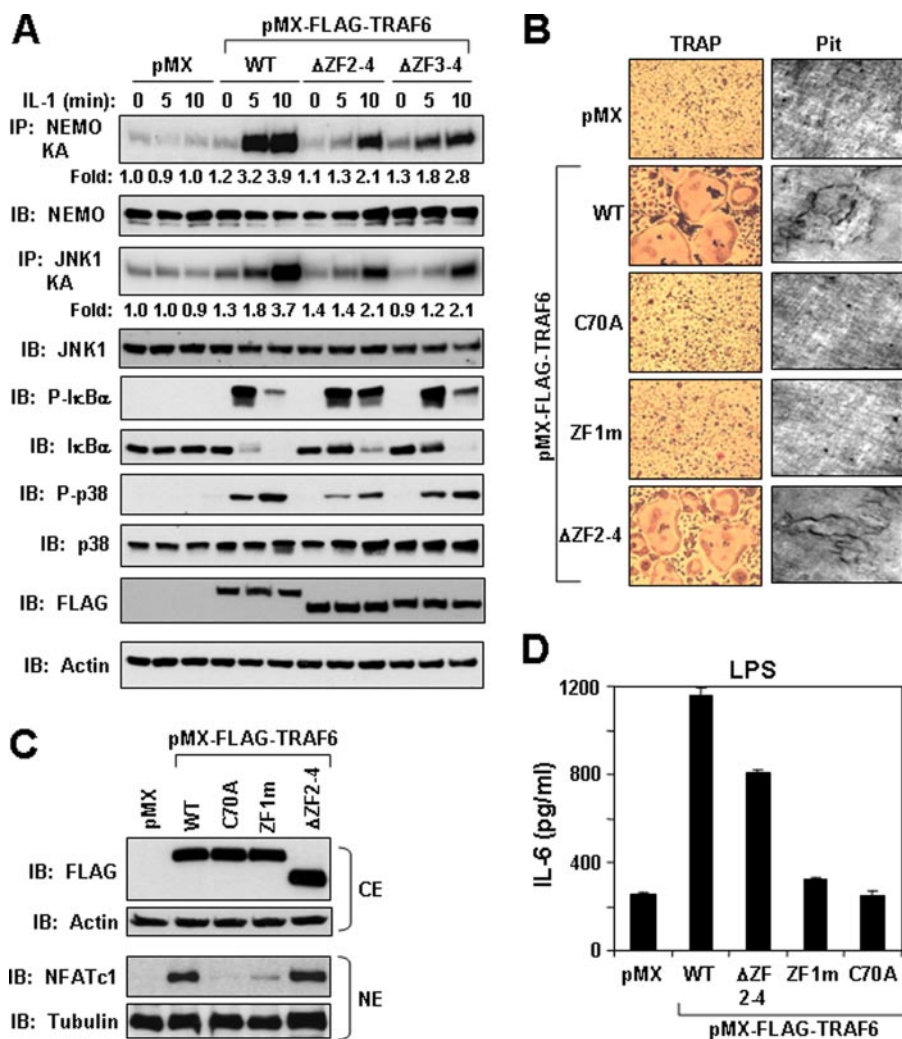 A
pMX-FLAG-TRAF6
pMX WT ΔZF2-4 ΔZF3-4
IL-1 (min): 0 5 10 0 5 10 0 5 10 0 5 10
IP: NEMO
KA
Fold: 1.0 0.9 1.0 1.2 3.2 3.9 1.1 1.3 2.1 1.3 1.8 2.8
IB: NEMO
IP: JNK1
KA
Fold: 1.0 1.0 0.9 1.3 1.8 3.7 1.4 1.4 2.1 0.9 1.2 2.1
IB: JNK1
IB: P-IκBα
IB: IκBα
IB: P-p38
IB: p38
IB: FLAG
IB: Actin
B
TRAP Pit
pMX
pMX-FLAG-TRAF6
WT
C70A
ZF1m
ΔZF2-4
C
pMX-FLAG-TRAF6
pMX WT C70A ZF1m ΔZF2-4
IB: FLAG
IB: Actin
CE
IB: NFATc1
IB: Tubulin
NE
D
LPS
IL-6 (pg/ml)
1200
800
400
0
pMX WT ΔZF ZF1m C70A
2-4
pMX-FLAG-TRAF6